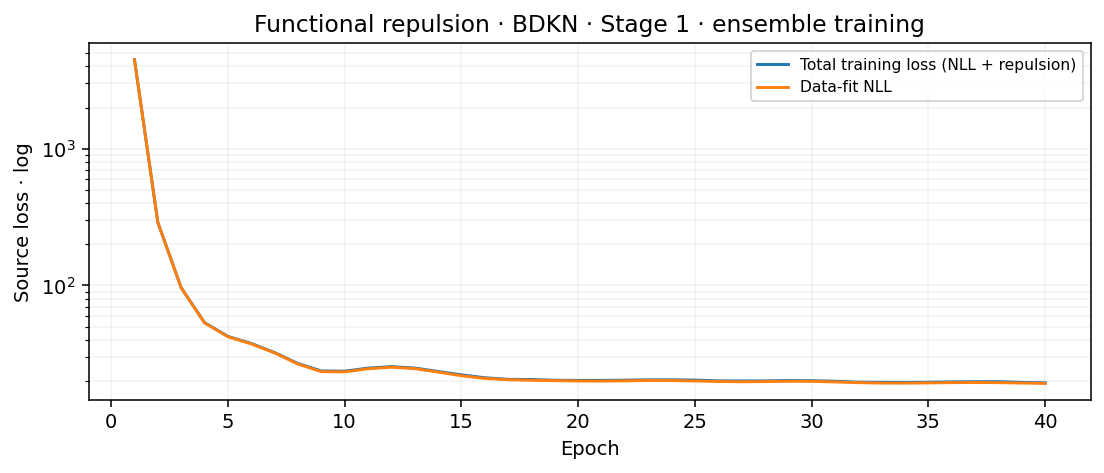 Functional repulsion · BDKN · Stage 1 · ensemble training
Total training loss (NLL + repulsion)
Data-fit NLL
Source loss · log
10³
10²
0 5 10 15 20 25 30 35 40
Epoch